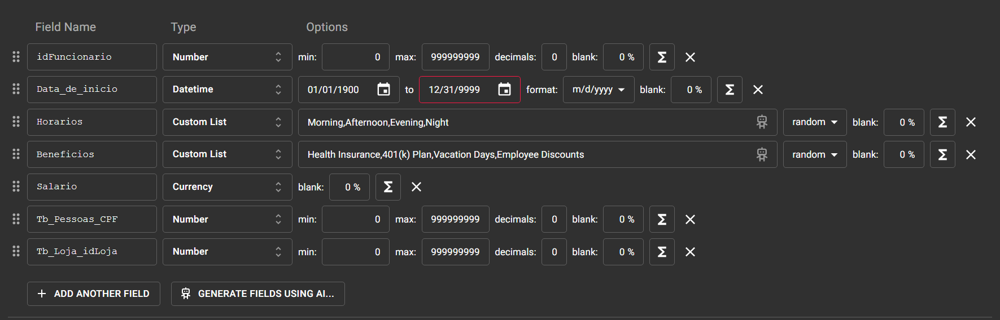 Field Name Type Options
idFuncionario Number min: 0 max: 999999999 decimals: 0 blank: 0 % Σ
Data_de_inicio Datetime 01/01/1900 to 12/31/9999 format: m/d/yyyy blank: 0 % Σ
Horarios Custom List Morning,Afternoon,Evening,Night random blank: 0 % Σ
Beneficios Custom List Health Insurance,401(k) Plan,Vacation Days,Employee Discounts random blank: 0 % Σ
Salario Currency blank: 0 % Σ
Tb_Pessoas_CPF Number min: 0 max: 999999999 decimals: 0 blank: 0 % Σ
Tb_Loja_idLoja Number min: 0 max: 999999999 decimals: 0 blank: 0 % Σ
+ ADD ANOTHER FIELD GENERATE FIELDS USING AI...